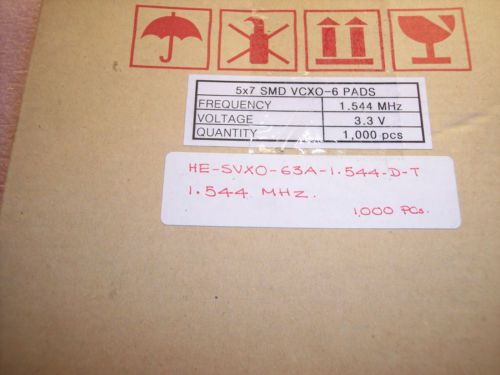 5x7 SMD VCXO-6 PADS
FREQUENCY 1.544 MHz
VOLTAGE 3.3 V
QUANTITY 1,000 pcs
HE-SVXO-63A-1.544-D-T
1.544 MHZ.
1,000 PCs.